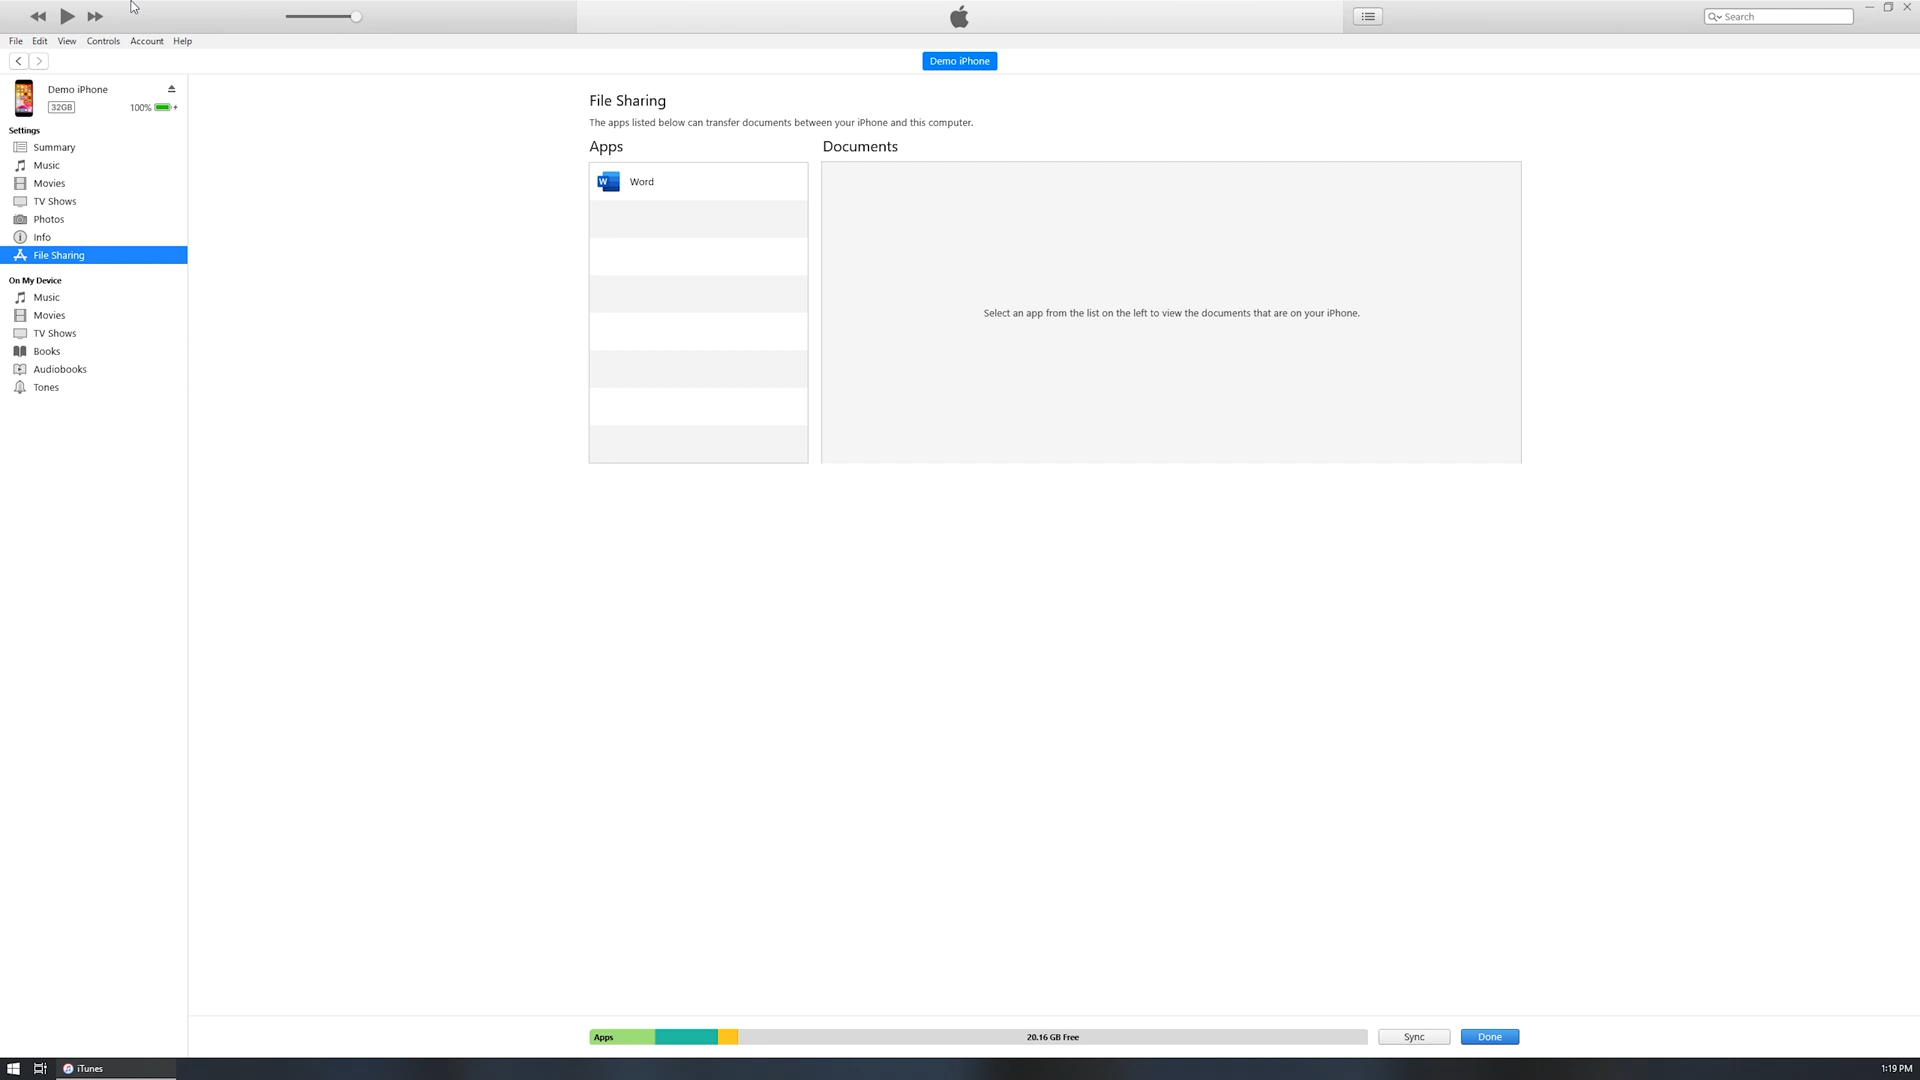 Search
File Edit View Controls Account Help
Demo iPhone
Demo iPhone
32GB 100%
Settings
Summary
Music
Movies
TV Shows
Photos
Info
File Sharing
On My Device
Music
Movies
TV Shows
Books
Audiobooks
Tones
File Sharing
The apps listed below can transfer documents between your iPhone and this computer.
Apps
Documents
W Word
Select an app from the list on the left to view the documents that are on your iPhone.
Apps 20.16 GB Free Sync Done
iTunes 1:19 PM